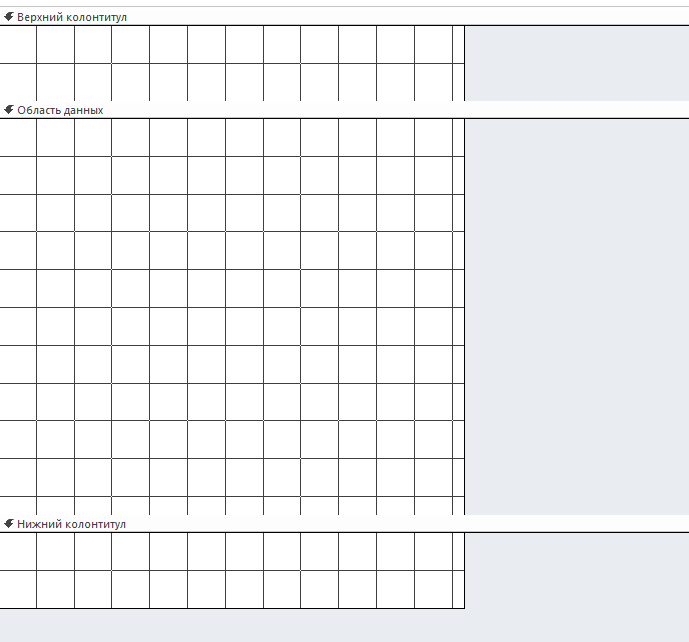 Верхний колонтитул
Область данных
Нижний колонтитул